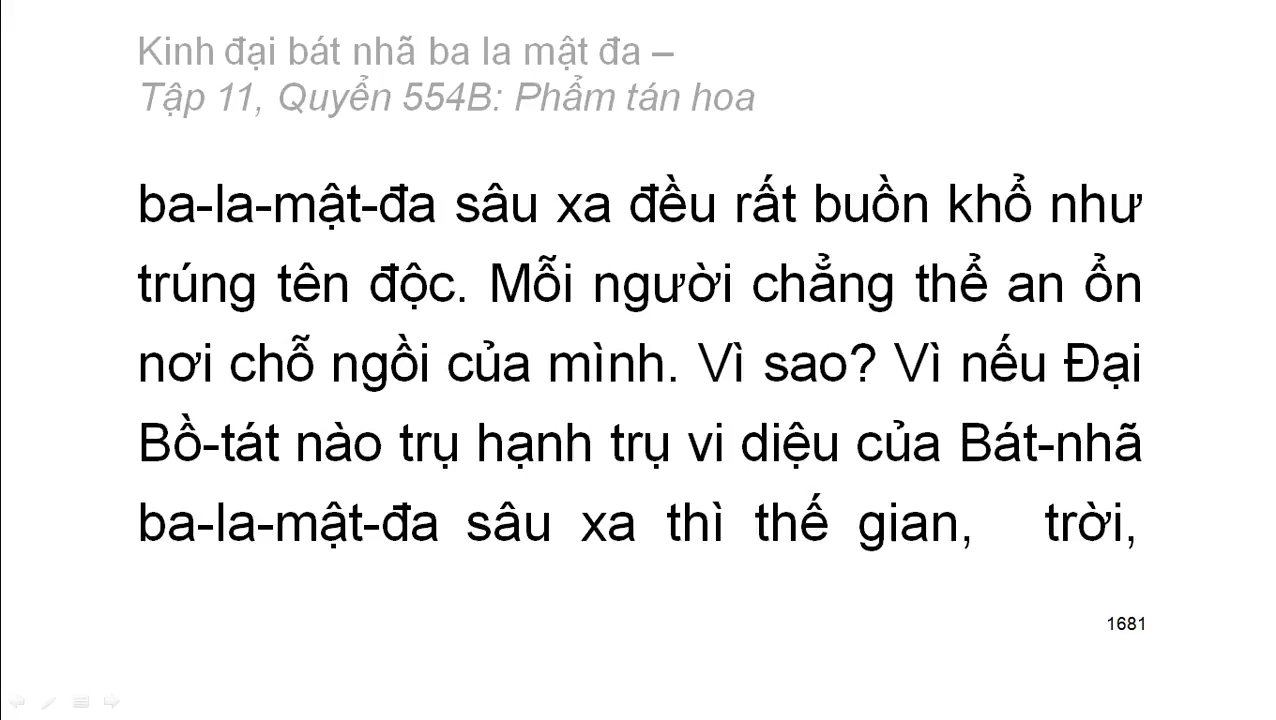 Kinh đại bát nhã ba la mật đa –
Tập 11, Quyển 554B: Phẩm tán hoa
ba-la-mật-đa sâu xa đều rất buồn khổ như
trúng tên độc. Mỗi người chẳng thể an ổn
nơi chỗ ngồi của mình. Vì sao? Vì nếu Đại
Bồ-tát nào trụ hạnh trụ vi diệu của Bát-nhã
ba-la-mật-đa sâu xa thì thế gian, trời,
1681